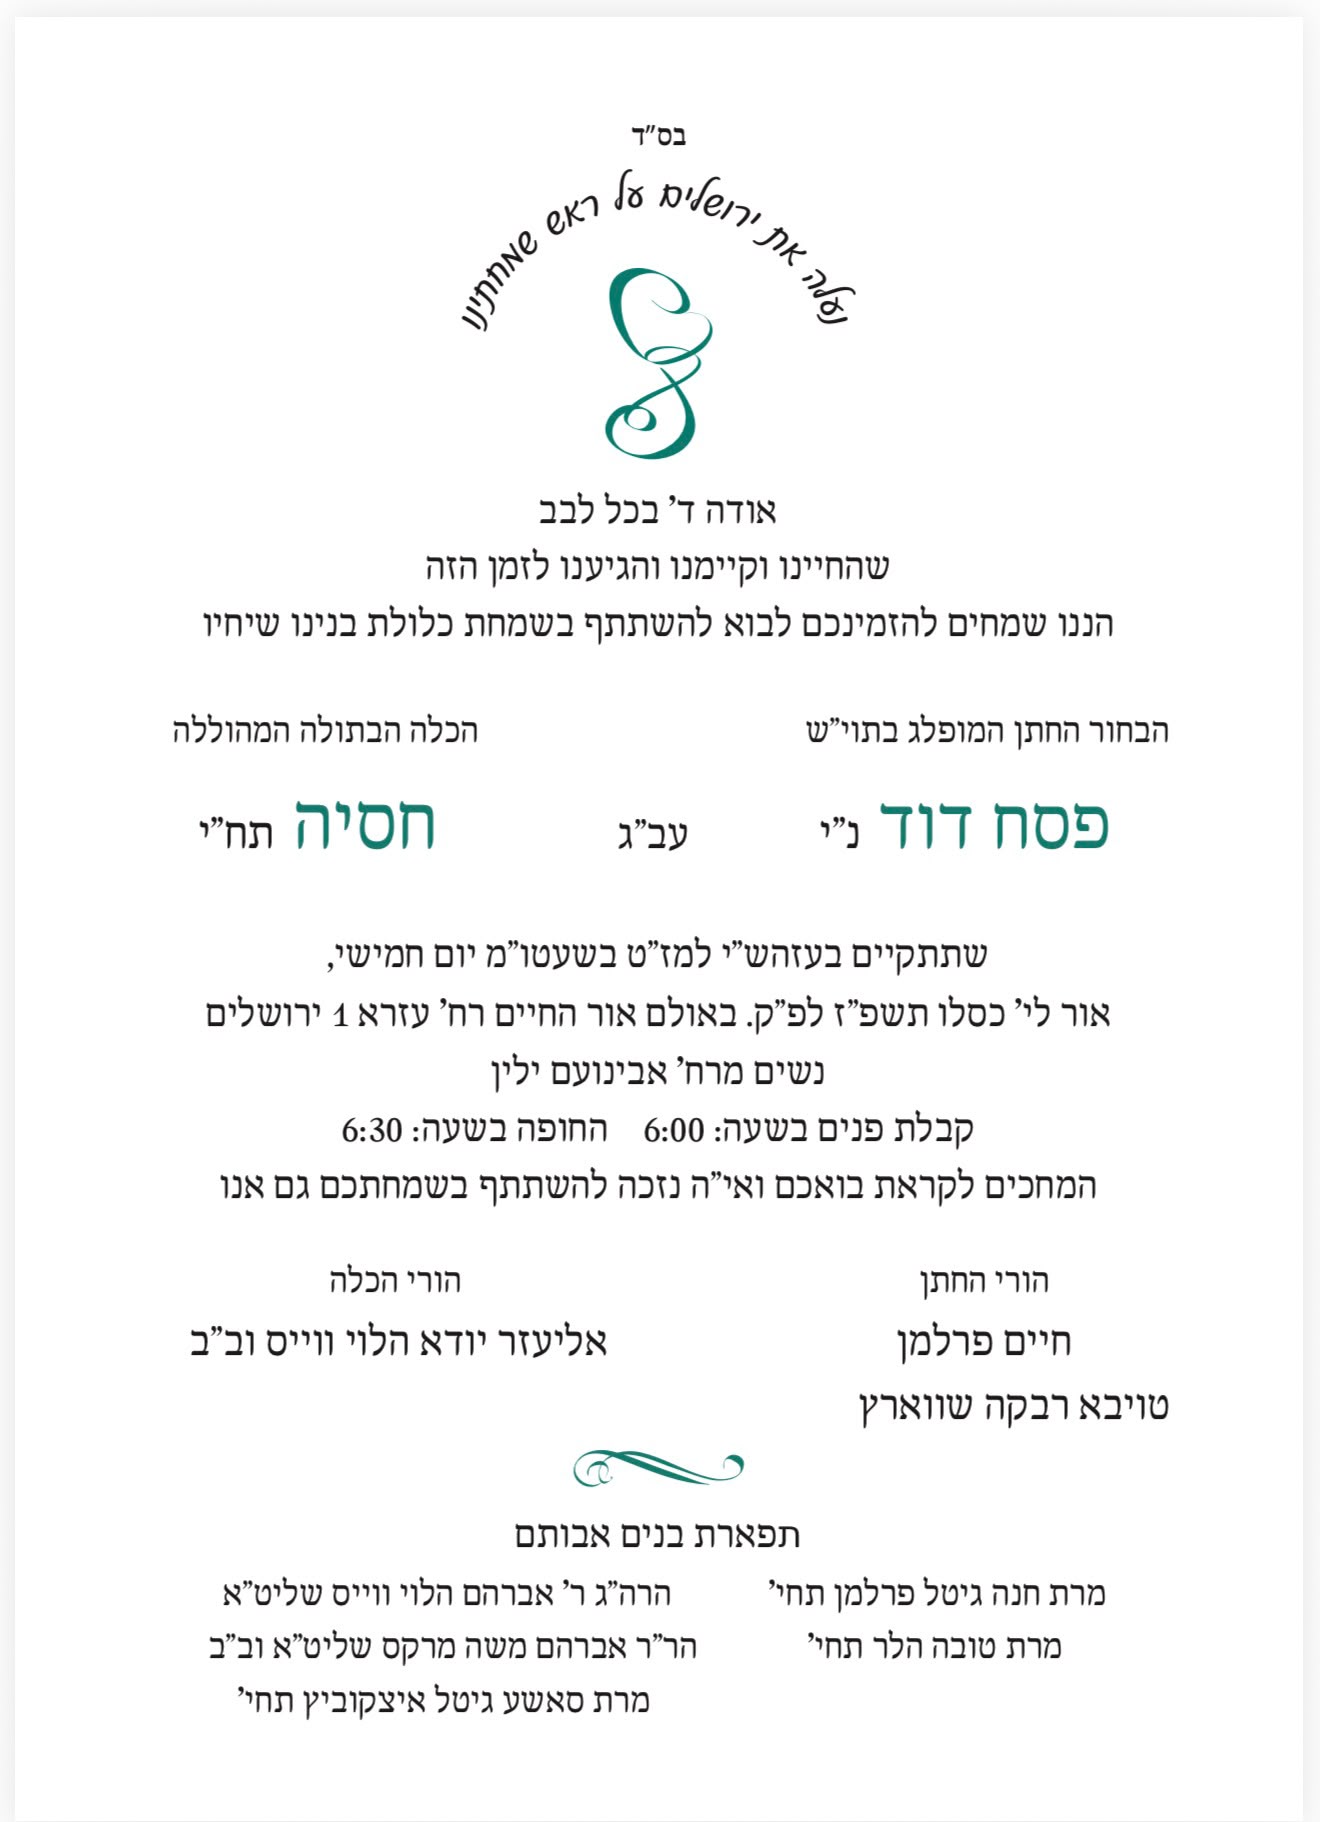 בס"ד
נעלה את ירושלים על ראש שמחתינו
אודה ד' בכל לבב
שהחיינו וקיימנו והגיענו לזמן הזה
הננו שמחים להזמינכם לבוא להשתתף בשמחת כלולת בנינו שיחיו
הבחור החתן המופלג בתוי"ש
הכלה הבתולה המהוללה
פסח דוד נ"י
עב"ג
חסיה תח"י
שתתקיים בעזהש"י למז"ט בשעטו"מ יום חמישי,
אור לי' כסלו תשפ"ז לפ"ק. באולם אור החיים רח' עזרא 1 ירושלים
נשים מרח' אבינועם ילין
קבלת פנים בשעה: 6:00 החופה בשעה: 6:30
המחכים לקראת בואכם ואי"ה נזכה להשתתף בשמחתכם גם אנו
הורי החתן
חיים פרלמן
טויבא רבקה שווארץ
הורי הכלה
אליעזר יודא הלוי ווייס וב"ב
תפארת בנים אבותם
מרת חנה גיטל פרלמן תחי'
מרת טובה הלר תחי'
הרה"ג ר' אברהם הלוי ווייס שליט"א
הר"ר אברהם משה מרקס שליט"א וב"ב
מרת סאשע גיטל איצקוביץ תחי'